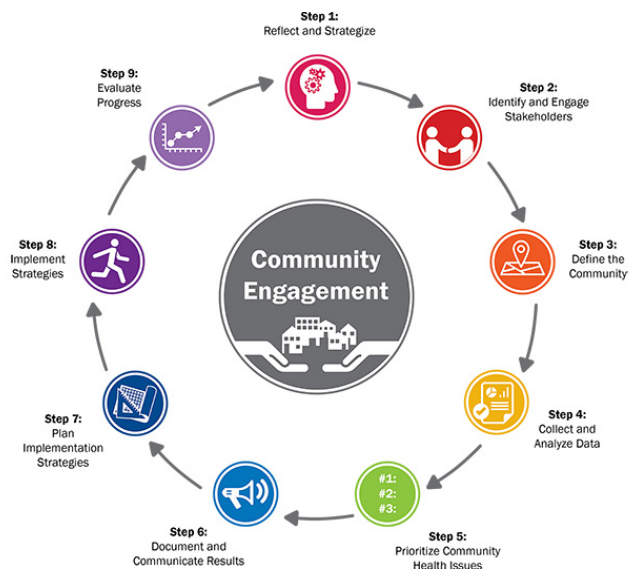 Step 1:
Reflect and Strategize
Step 2:
Identify and Engage
Stakeholders
Step 3:
Define the
Community
Step 4:
Collect and
Analyze Data
#1:
#2:
#3:
Step 5:
Prioritize Community
Health Issues
Step 6:
Document and
Communicate Results
Step 7:
Plan
Implementation
Strategies
Step 8:
Implement
Strategies
Step 9:
Evaluate
Progress
Community
Engagement